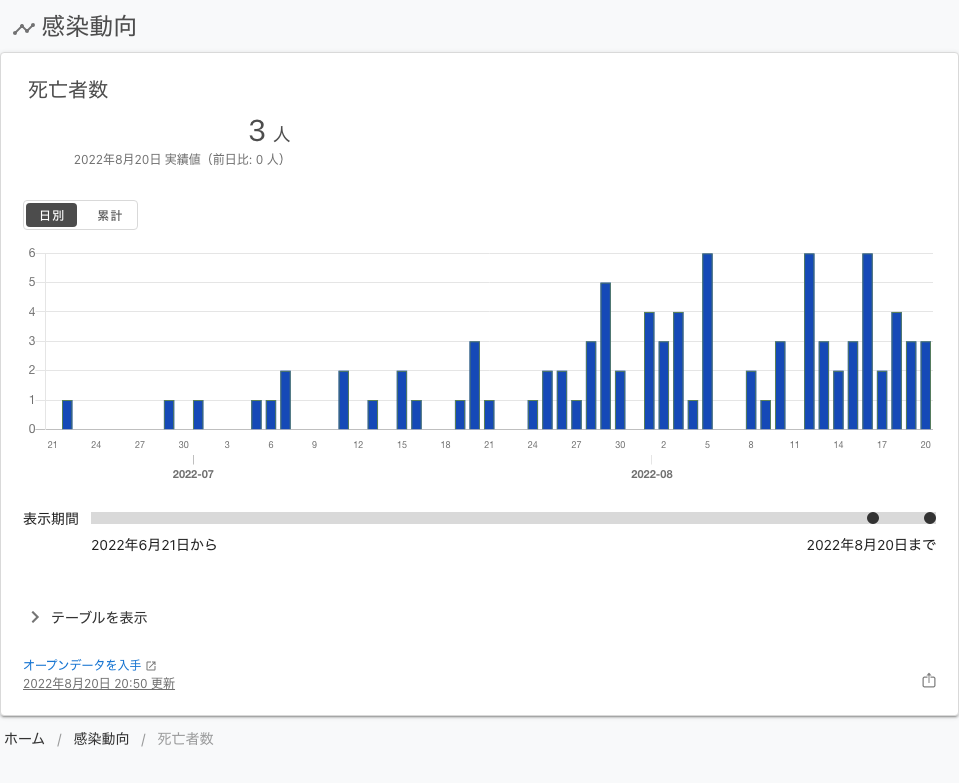 感染動向
死亡者数
3 人
2022年8月20日 実績値（前日比: 0 人）
日別 累計
6
5
4
3
2
1
0
21 24 27 30 3 6 9 12 15 18 21 24 27 30 2 5 8 11 14 17 20
2022-07 2022-08
表示期間
2022年6月21日から 2022年8月20日まで
テーブルを表示
オープンデータを入手
2022年8月20日 20:50 更新
ホーム / 感染動向 / 死亡者数